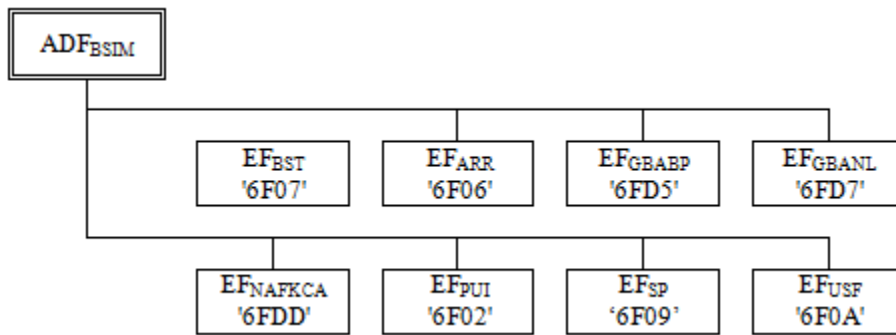 ADFBSIM
EFBST
'6F07'
EFARR
'6F06'
EFGBABP
'6FD5'
EFGBANL
'6FD7'
EFNAFKCA
'6FDD'
EFPUI
'6F02'
EFSP
‘6F09’
EFUSF
'6F0A'